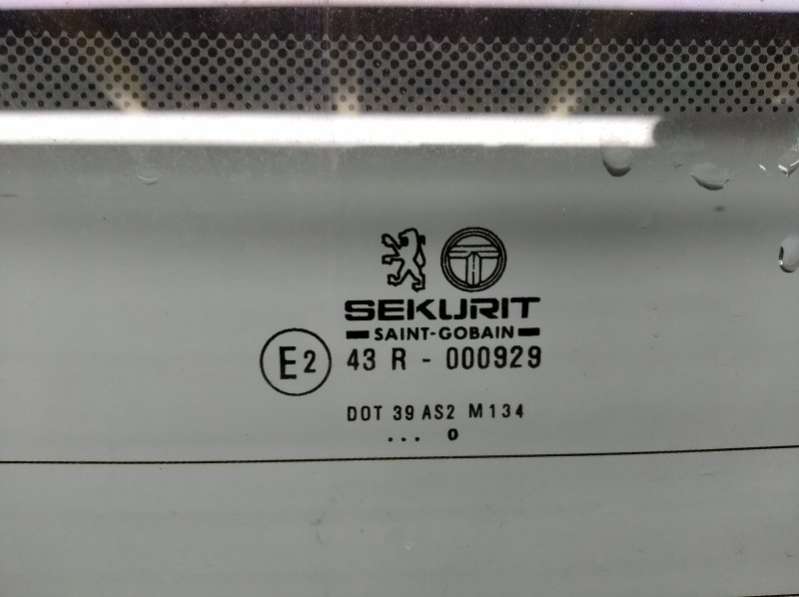 SEKURIT
SAINT-GOBAIN
E2 43 R - 000929
DOT 39 AS2 M134
... 0